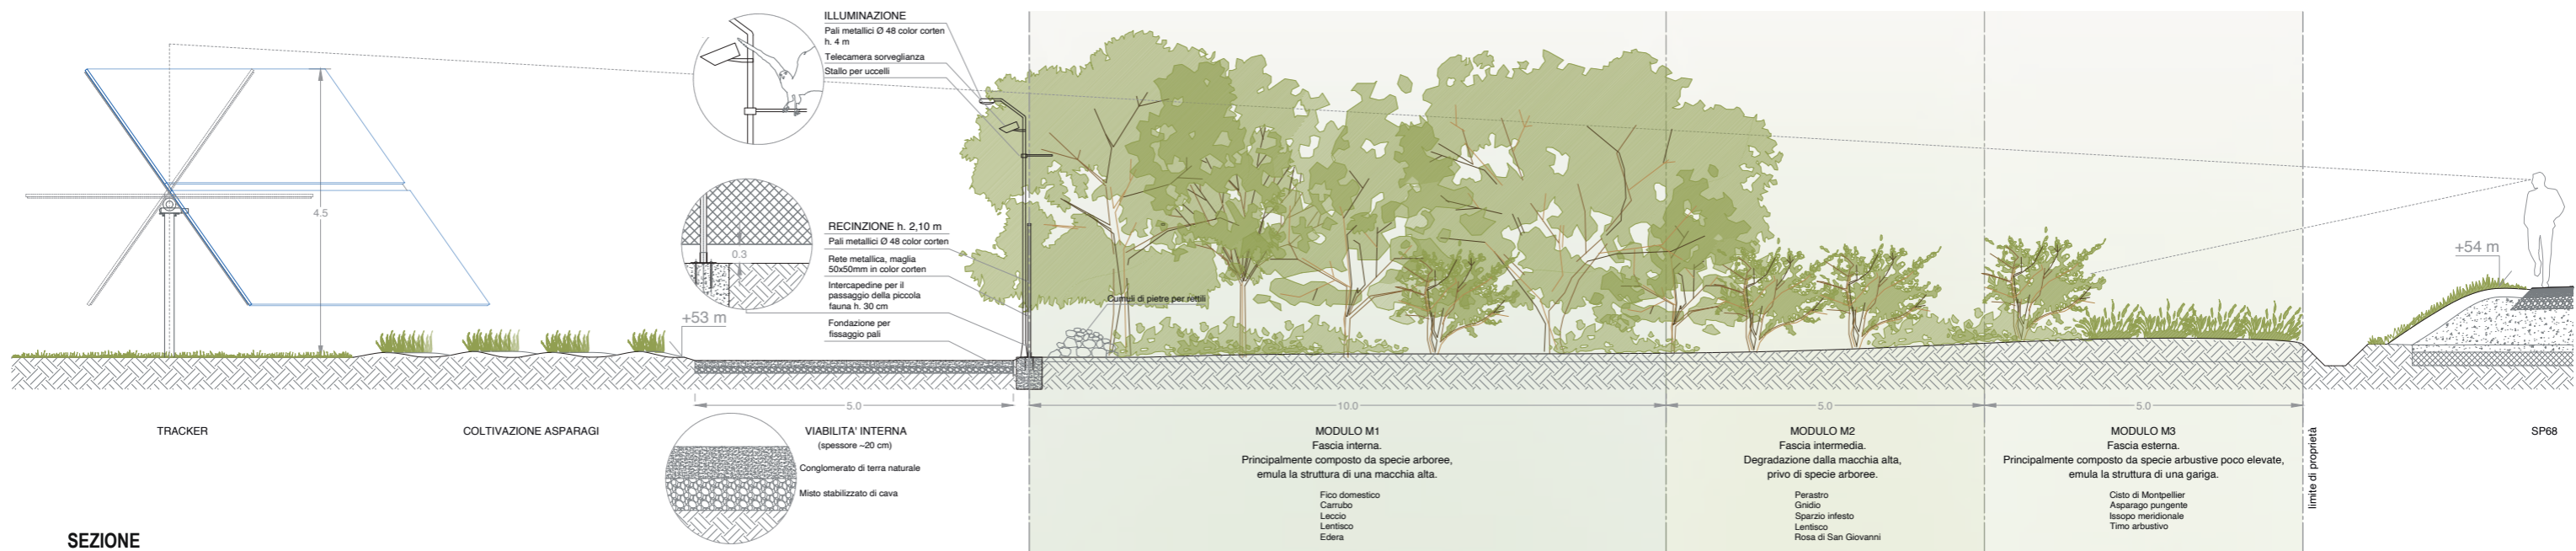 ILLUMINAZIONE
Pali metallici Ø 48 color corten
h. 4 m
Telecamera sorveglianza
Stallo per uccelli
4.5
RECINZIONE h. 2,10 m
Pali metallici Ø 48 color corten
Rete metallica, maglia
50x50mm in color corten
Intercapedine per il
passaggio della piccola
fauna h. 30 cm
Fondazione per
fissaggio pali
0.3
+53 m
Cumuli di pietre per rettili
+54 m
5.0
10.0
5.0
5.0
TRACKER
COLTIVAZIONE ASPARAGI
VIABILITA' INTERNA
(spessore ~20 cm)
Conglomerato di terra naturale
Misto stabilizzato di cava
MODULO M1
Fascia interna.
Principalmente composto da specie arboree,
emula la struttura di una macchia alta.
Fico domestico
Carrubo
Leccio
Lentisco
Edera
MODULO M2
Fascia intermedia.
Degradazione dalla macchia alta,
privo di specie arboree.
Perastro
Gnidio
Sparzio infesto
Lentisco
Rosa di San Giovanni
MODULO M3
Fascia esterna.
Principalmente composto da specie arbustive poco elevate,
emula la struttura di una gariga.
Cisto di Montpellier
Asparago pungente
Issopo meridionale
Timo arbustivo
limite di proprietà
SP68
SEZIONE